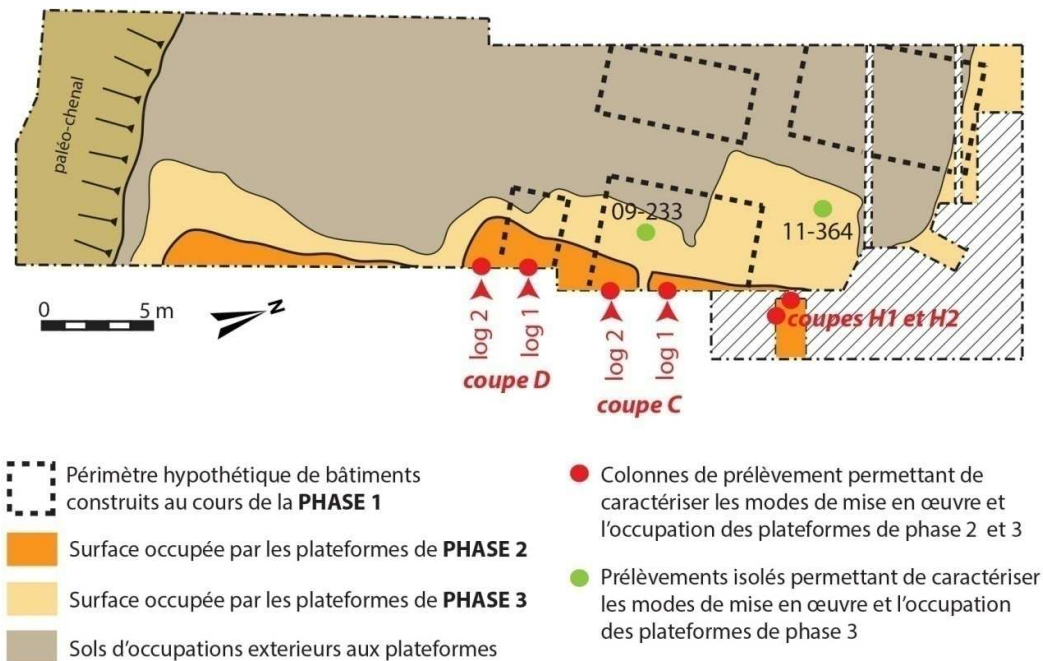 paléo-chenal
09-233
11-364
0 5 m
N
log 2
log 1
log 2
log 1
coupe D
coupe C
coupes H1 et H2
Périmètre hypothétique de bâtiments
construits au cours de la PHASE 1
Surface occupée par les plateformes de PHASE 2
Surface occupée par les plateformes de PHASE 3
Sols d'occupations exterieurs aux plateformes
Colonnes de prélèvement permettant de
caractériser les modes de mise en œuvre et
l'occupation des plateformes de phase 2 et 3
Prélèvements isolés permettant de caractériser
les modes de mise en œuvre et l'occupation
des plateformes de phase 3